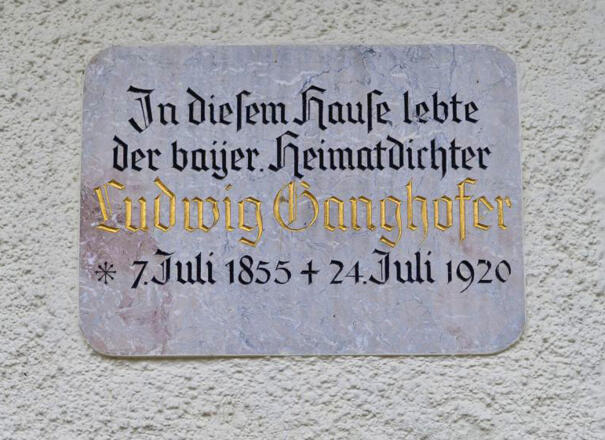 In diesem Hause lebte
der bayer. Heimatdichter
Ludwig Ganghofer
* 7. Juli 1855 + 24. Juli 1920